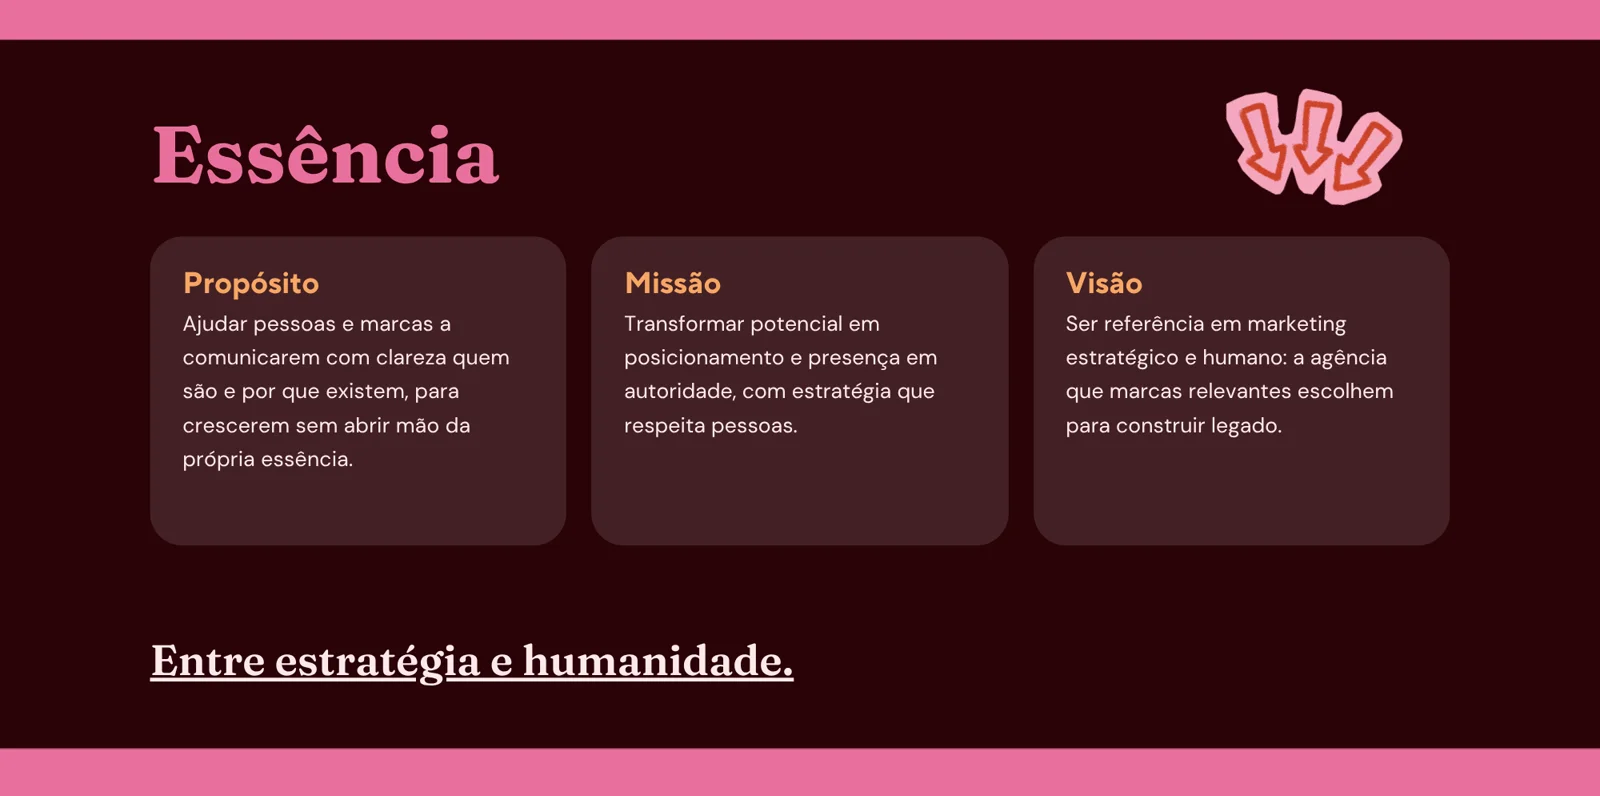 Essência
Propósito
Ajudar pessoas e marcas a
comunicarem com clareza quem
são e por que existem, para
crescerem sem abrir mão da
própria essência.
Missão
Transformar potencial em
posicionamento e presença em
autoridade, com estratégia que
respeita pessoas.
Visão
Ser referência em marketing
estratégico e humano: a agência
que marcas relevantes escolhem
para construir legado.
Entre estratégia e humanidade.